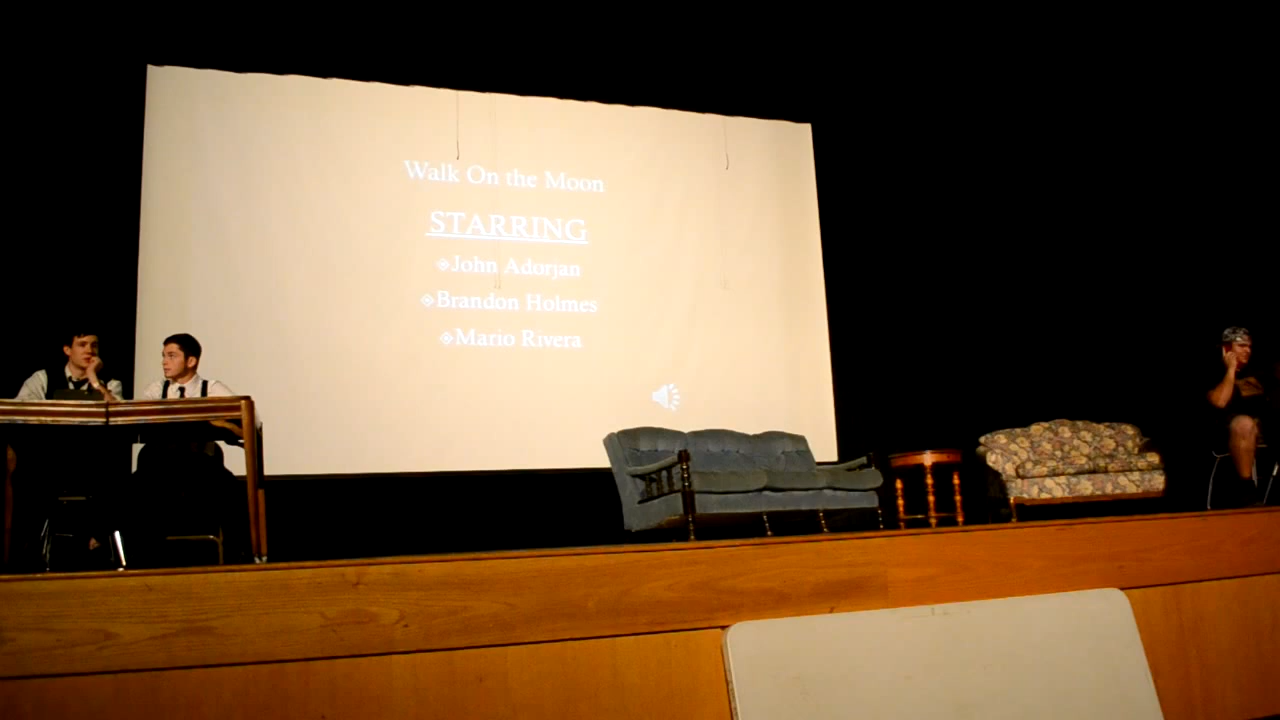 Walk On the Moon
STARRING
John Adorjan
Brandon Holmes
Mario Rivera